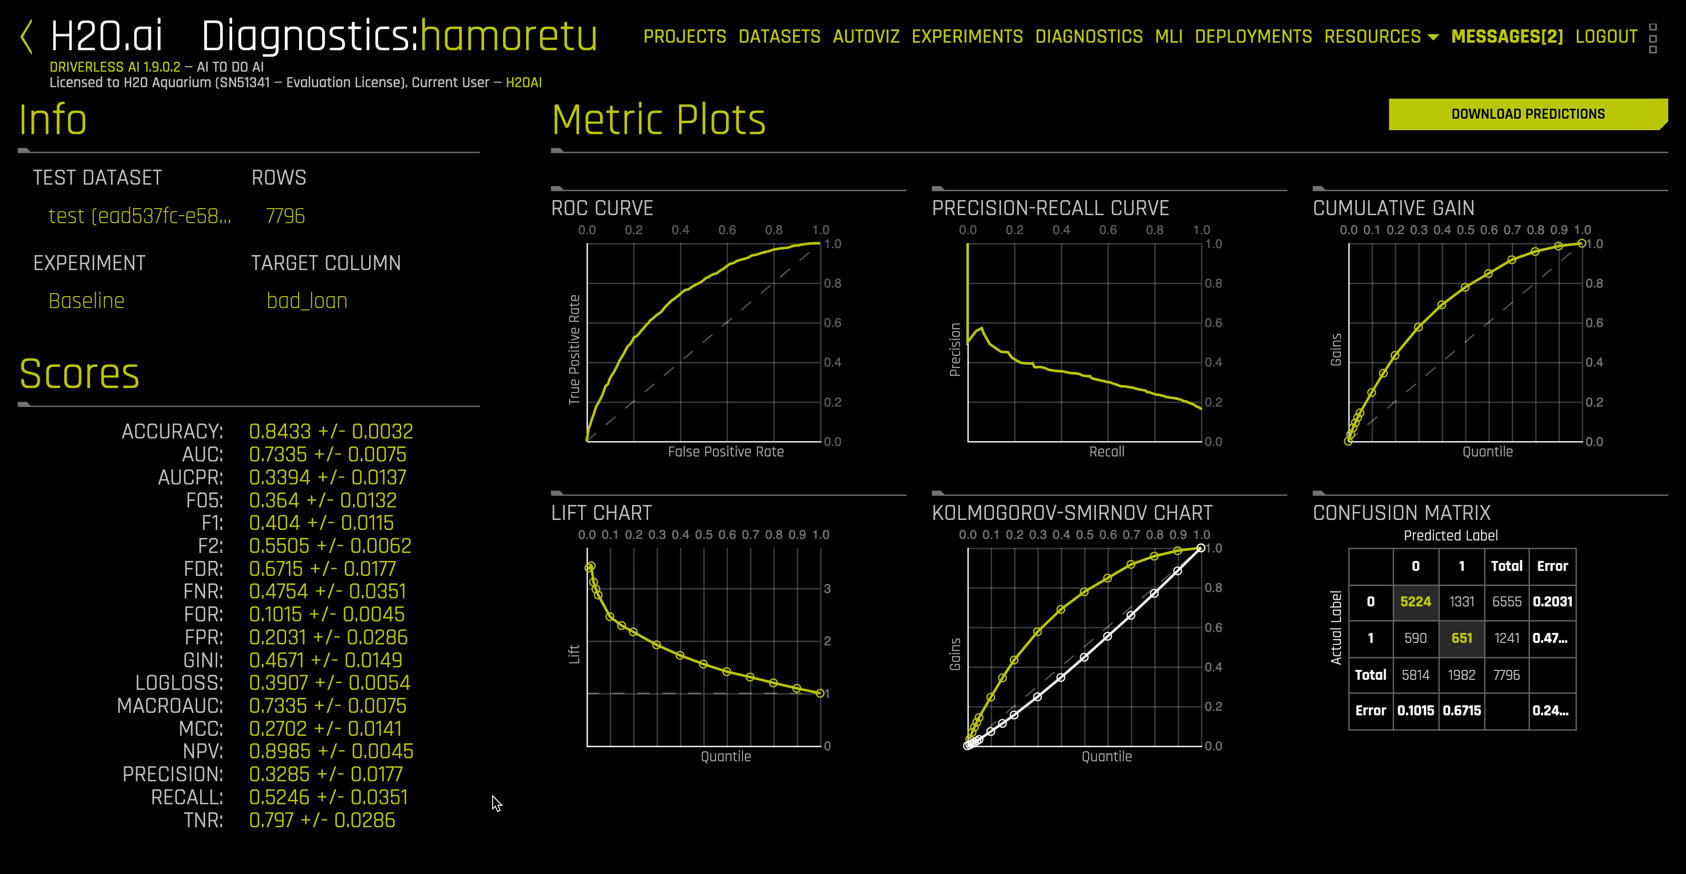 H2O.ai Diagnostics:hamoretu
PROJECTS DATASETS AUTOVIZ EXPERIMENTS DIAGNOSTICS MLI DEPLOYMENTS RESOURCES MESSAGES[2] LOGOUT
DRIVERLESS AI 1.9.0.2 – AI TO DO AI
Licensed to H2O Aquarium (SN51341 – Evaluation License). Current User – H2OAI
Info
TEST DATASET ROWS
test (ead537fc-e58... 7796
EXPERIMENT TARGET COLUMN
Baseline bad_loan
Scores
ACCURACY: 0.8433 +/- 0.0032
AUC: 0.7335 +/- 0.0075
AUCPR: 0.3394 +/- 0.0137
F05: 0.364 +/- 0.0132
F1: 0.404 +/- 0.0115
F2: 0.5505 +/- 0.0062
FDR: 0.6715 +/- 0.0177
FNR: 0.4754 +/- 0.0351
FOR: 0.1015 +/- 0.0045
FPR: 0.2031 +/- 0.0286
GINI: 0.4671 +/- 0.0149
LOGLOSS: 0.3907 +/- 0.0054
MACROAUC: 0.7335 +/- 0.0075
MCC: 0.2702 +/- 0.0141
NPV: 0.8985 +/- 0.0045
PRECISION: 0.3285 +/- 0.0177
RECALL: 0.5246 +/- 0.0351
TNR: 0.797 +/- 0.0286
Metric Plots
DOWNLOAD PREDICTIONS
ROC CURVE
0.0 0.2 0.4 0.6 0.8 1.0
1.0
0.8
0.6
0.4
0.2
0.0
True Positive Rate
False Positive Rate
PRECISION-RECALL CURVE
0.0 0.2 0.4 0.6 0.8 1.0
1.0
0.8
0.6
0.4
0.2
0.0
Precision
Recall
CUMULATIVE GAIN
0.0 0.1 0.2 0.3 0.4 0.5 0.6 0.7 0.8 0.9 1.0
1.0
0.8
0.6
0.4
0.2
0.0
Gains
Quantile
LIFT CHART
0.0 0.1 0.2 0.3 0.4 0.5 0.6 0.7 0.8 0.9 1.0
3
2
1
0
Lift
Quantile
KOLMOGOROV-SMIRNOV CHART
0.0 0.1 0.2 0.3 0.4 0.5 0.6 0.7 0.8 0.9 1.0
1.0
0.8
0.6
0.4
0.2
0.0
Gains
Quantile
CONFUSION MATRIX
Predicted Label
Actual Label
0 1 Total Error
0 5224 1331 6555 0.2031
1 590 651 1241 0.47...
Total 5814 1982 7796
Error 0.1015 0.6715 0.24...